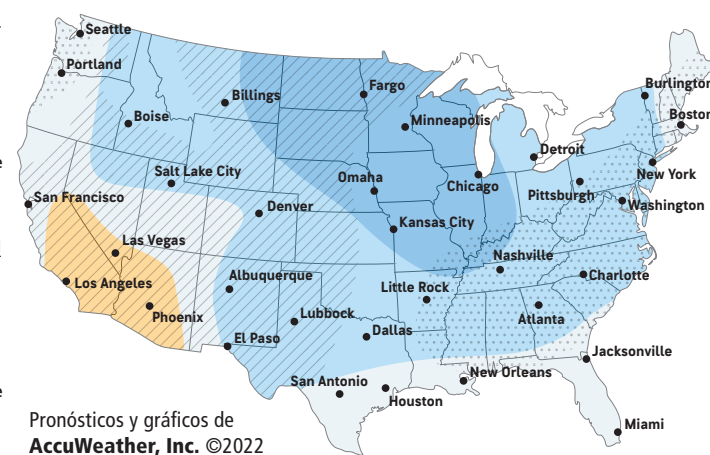 Seattle
Portland
Billings
Fargo
Burlington
Boise
Minneapolis
Boston
Detroit
Salt Lake City
Omaha
Chicago
Pittsburgh
New York
San Francisco
Denver
Washington
Kansas City
Las Vegas
Nashville
Los Angeles
Albuquerque
Charlotte
Little Rock
Phoenix
Lubbock
Atlanta
El Paso
Dallas
Jacksonville
San Antonio
New Orleans
Houston
Pronósticos y gráficos de
AccuWeather, Inc. ©2022
Miami